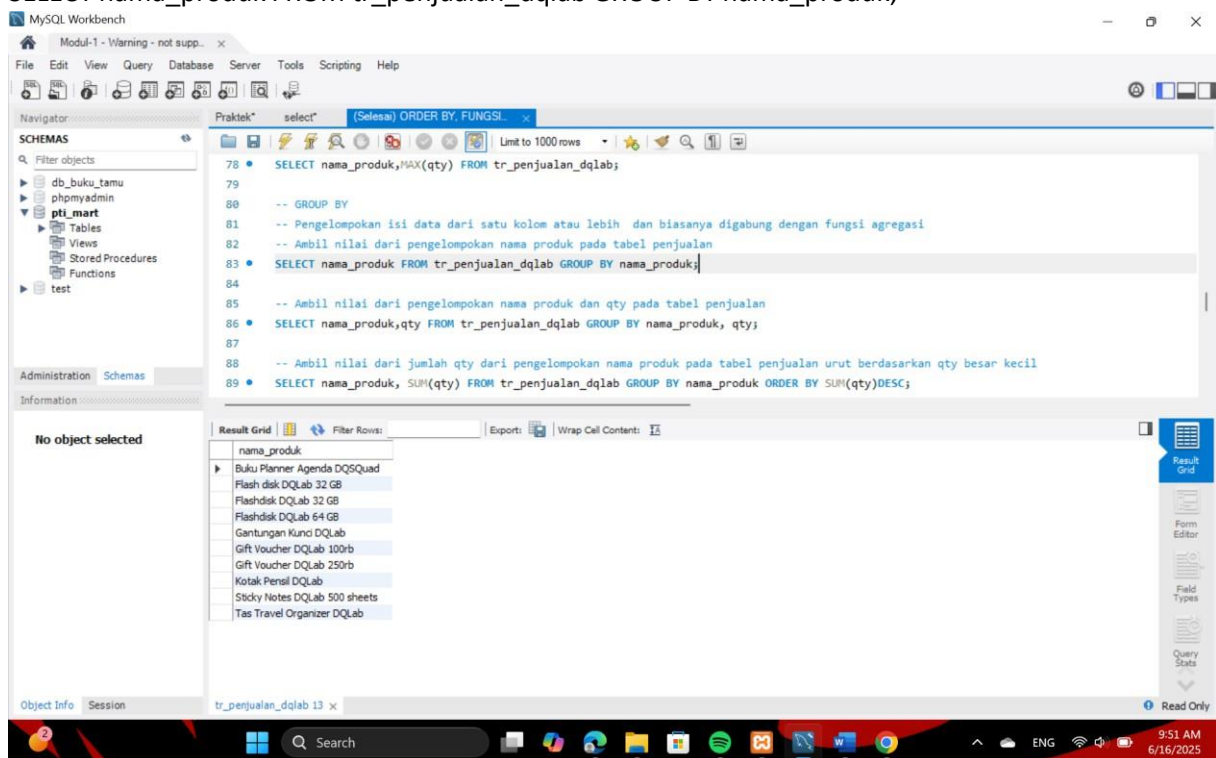 SELECT nama_produk FROM tr_penjualan_dqlab GROUP BY nama_produk;
MySQL Workbench
Modul-1 - Warning - not supp..
File Edit View Query Database Server Tools Scripting Help
Navigator
SCHEMAS
Filter objects
db_buku_tamu
phpmyadmin
pti_mart
Tables
Views
Stored Procedures
Functions
test
Administration Schemas
Information
No object selected
Object Info Session
Praktek* select* (Selesai) ORDER BY, FUNGSI..
Limit to 1000 rows
78 SELECT nama_produk,MAX(qty) FROM tr_penjualan_dqlab;
79
80 -- GROUP BY
81 -- Pengelompokan isi data dari satu kolom atau lebih dan biasanya digabung dengan fungsi agregasi
82 -- Ambil nilai dari pengelompokan nama produk pada tabel penjualan
83 SELECT nama_produk FROM tr_penjualan_dqlab GROUP BY nama_produk;
84
85 -- Ambil nilai dari pengelompokan nama produk dan qty pada tabel penjualan
86 SELECT nama_produk,qty FROM tr_penjualan_dqlab GROUP BY nama_produk, qty;
87
88 -- Ambil nilai dari jumlah qty dari pengelompokan nama produk pada tabel penjualan urut berdasarkan qty besar kecil
89 SELECT nama_produk, SUM(qty) FROM tr_penjualan_dqlab GROUP BY nama_produk ORDER BY SUM(qty)DESC;
Result Grid Filter Rows: Export: Wrap Cell Content:
nama_produk
Buku Planner Agenda DQSQuad
Flash disk DQLab 32 GB
Flashdisk DQLab 32 GB
Flashdisk DQLab 64 GB
Gantungan Kunci DQLab
Gift Voucher DQLab 100rb
Gift Voucher DQLab 250rb
Kotak Pensil DQLab
Sticky Notes DQLab 500 sheets
Tas Travel Organizer DQLab
Result Grid
Form Editor
Field Types
Query Stats
tr_penjualan_dqlab 13
Read Only
2
Search
ENG
9:51 AM
6/16/2025